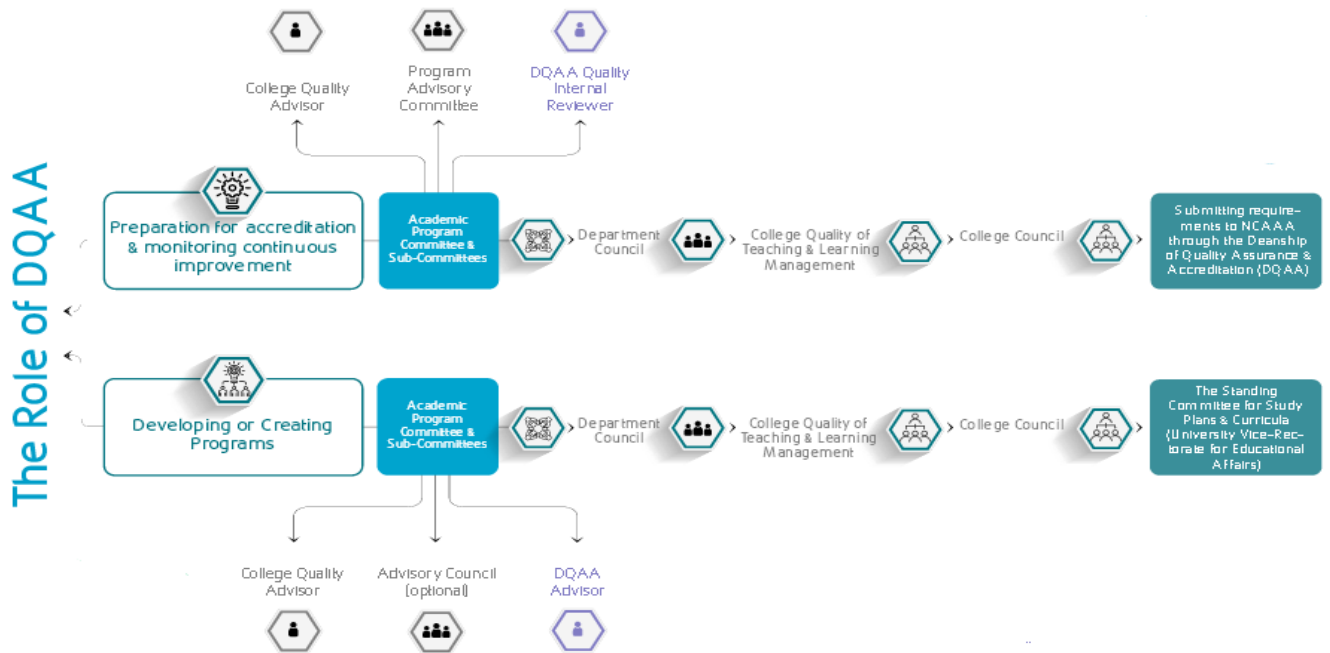 The Role of DQAA
College Quality
Advisor
Program
Advisory
Committee
DQAA Quality
Internal
Reviewer
Preparation for accreditation
& monitoring continuous
improvement
Academic
Program
Committee &
Sub-Committees
Department
Council
College Quality of
Teaching & Learning
Management
College Council
Submitting require-
ments to NCAAA
through the Deanship
of Quality Assurance &
Accreditation (DQAA)
Developing or Creating
Programs
Academic
Program
Committee &
Sub-Committees
Department
Council
College Quality of
Teaching & Learning
Management
College Council
The Standing
Committee for Study
Plans & Curricula
(University Vice-Rec-
torate for Educational
Affairs)
College Quality
Advisor
Advisory Council
(optional)
DQAA
Advisor